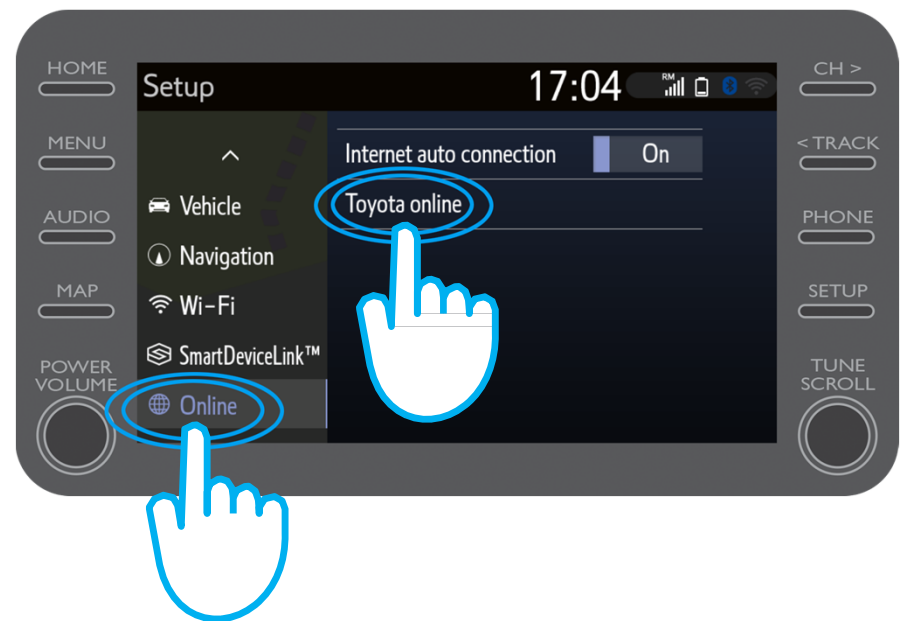 HOME
MENU
AUDIO
MAP
POWER
VOLUME
Setup
17:04
RM
Vehicle
Navigation
Wi-Fi
SmartDeviceLink™
Online
Internet auto connection
On
Toyota online
CH >
< TRACK
PHONE
SETUP
TUNE
SCROLL